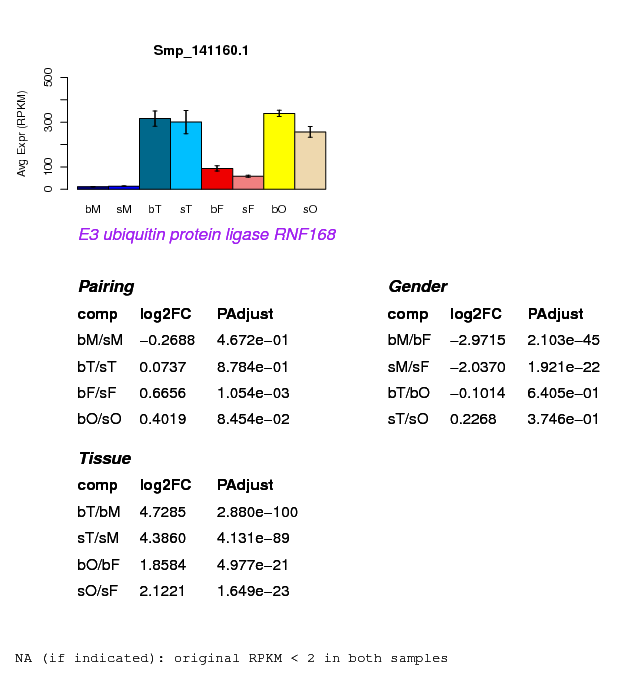 Smp_141160.1
Avg Expr (RPKM)
500
300
100
0
bM sM bT sT bF sF bO sO
E3 ubiquitin protein ligase RNF168
Pairing
comp log2FC PAdjust
bM/sM −0.2688 4.672e−01
bT/sT 0.0737 8.784e−01
bF/sF 0.6656 1.054e−03
bO/sO 0.4019 8.454e−02
Gender
comp log2FC PAdjust
bM/bF −2.9715 2.103e−45
sM/sF −2.0370 1.921e−22
bT/bO −0.1014 6.405e−01
sT/sO 0.2268 3.746e−01
Tissue
comp log2FC PAdjust
bT/bM 4.7285 2.880e−100
sT/sM 4.3860 4.131e−89
bO/bF 1.8584 4.977e−21
sO/sF 2.1221 1.649e−23
NA (if indicated): original RPKM < 2 in both samples